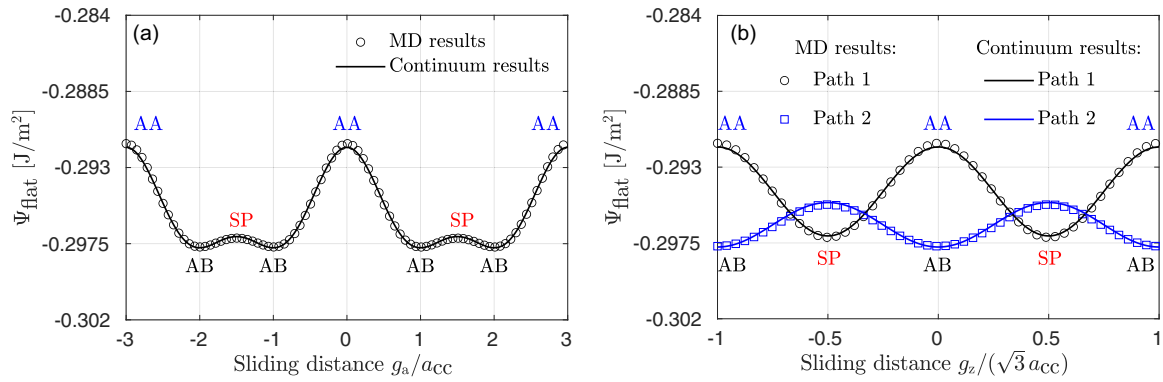 (a)
MD results
Continuum results
AA AA AA
SP SP
AB AB AB AB
-0.284
-0.2885
-0.293
-0.2975
-0.302
Ψflat [J/m²]
-3 -2 -1 0 1 2 3
Sliding distance gₐ/aCC
(b)
MD results: Continuum results:
Path 1 Path 1
Path 2 Path 2
AA AA AA
AB SP AB SP AB
-0.284
-0.2885
-0.293
-0.2975
-0.302
Ψflat [J/m²]
-1 -0.5 0 0.5 1
Sliding distance g_z/(√3 aCC)